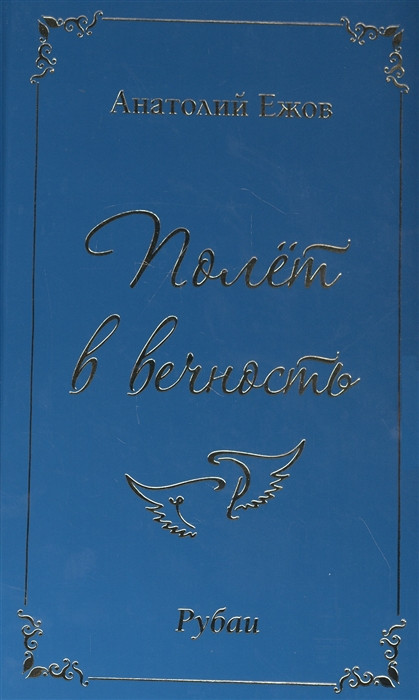 Анатолий Ежов
Полёт
в вечность
Рубаи